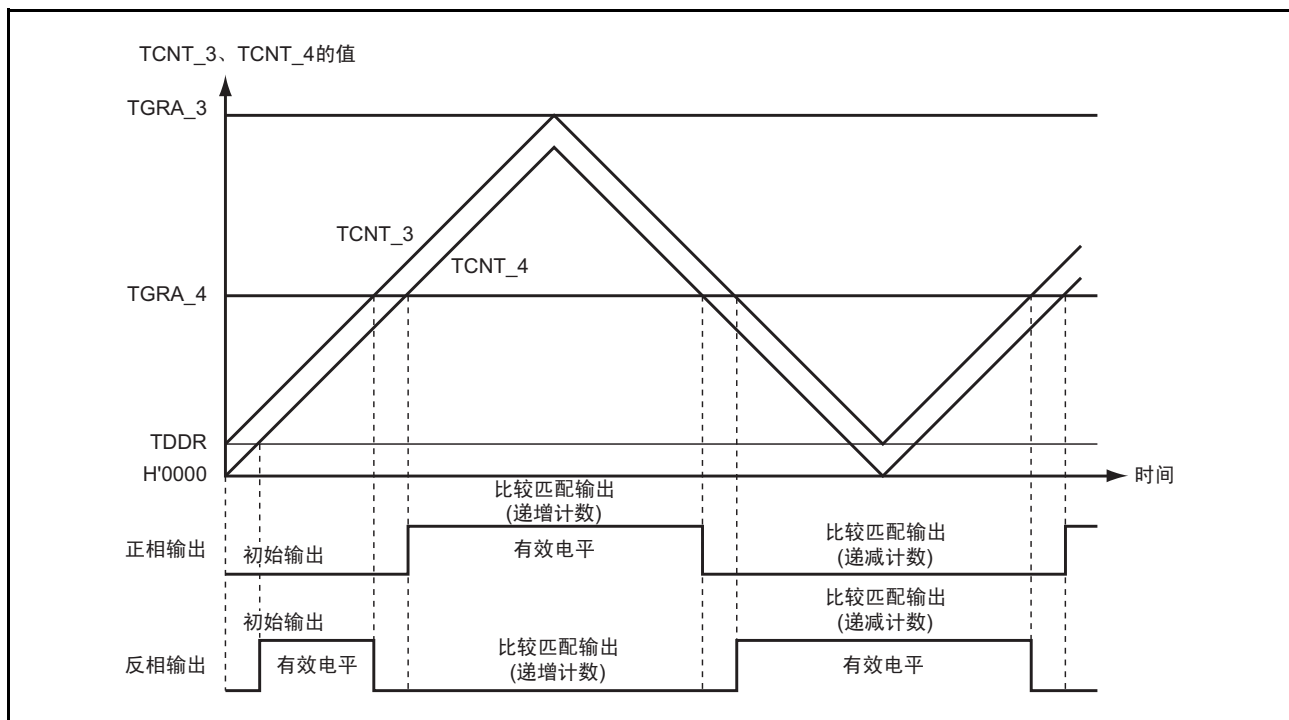 TCNT_3、TCNT_4的值
TGRA_3
TCNT_3
TCNT_4
TGRA_4
TDDR
H'0000
时间
比较匹配输出
(递增计数)
正相输出
初始输出
有效电平
比较匹配输出
(递减计数)
初始输出
比较匹配输出
(递减计数)
反相输出
有效电平
比较匹配输出
(递增计数)
有效电平